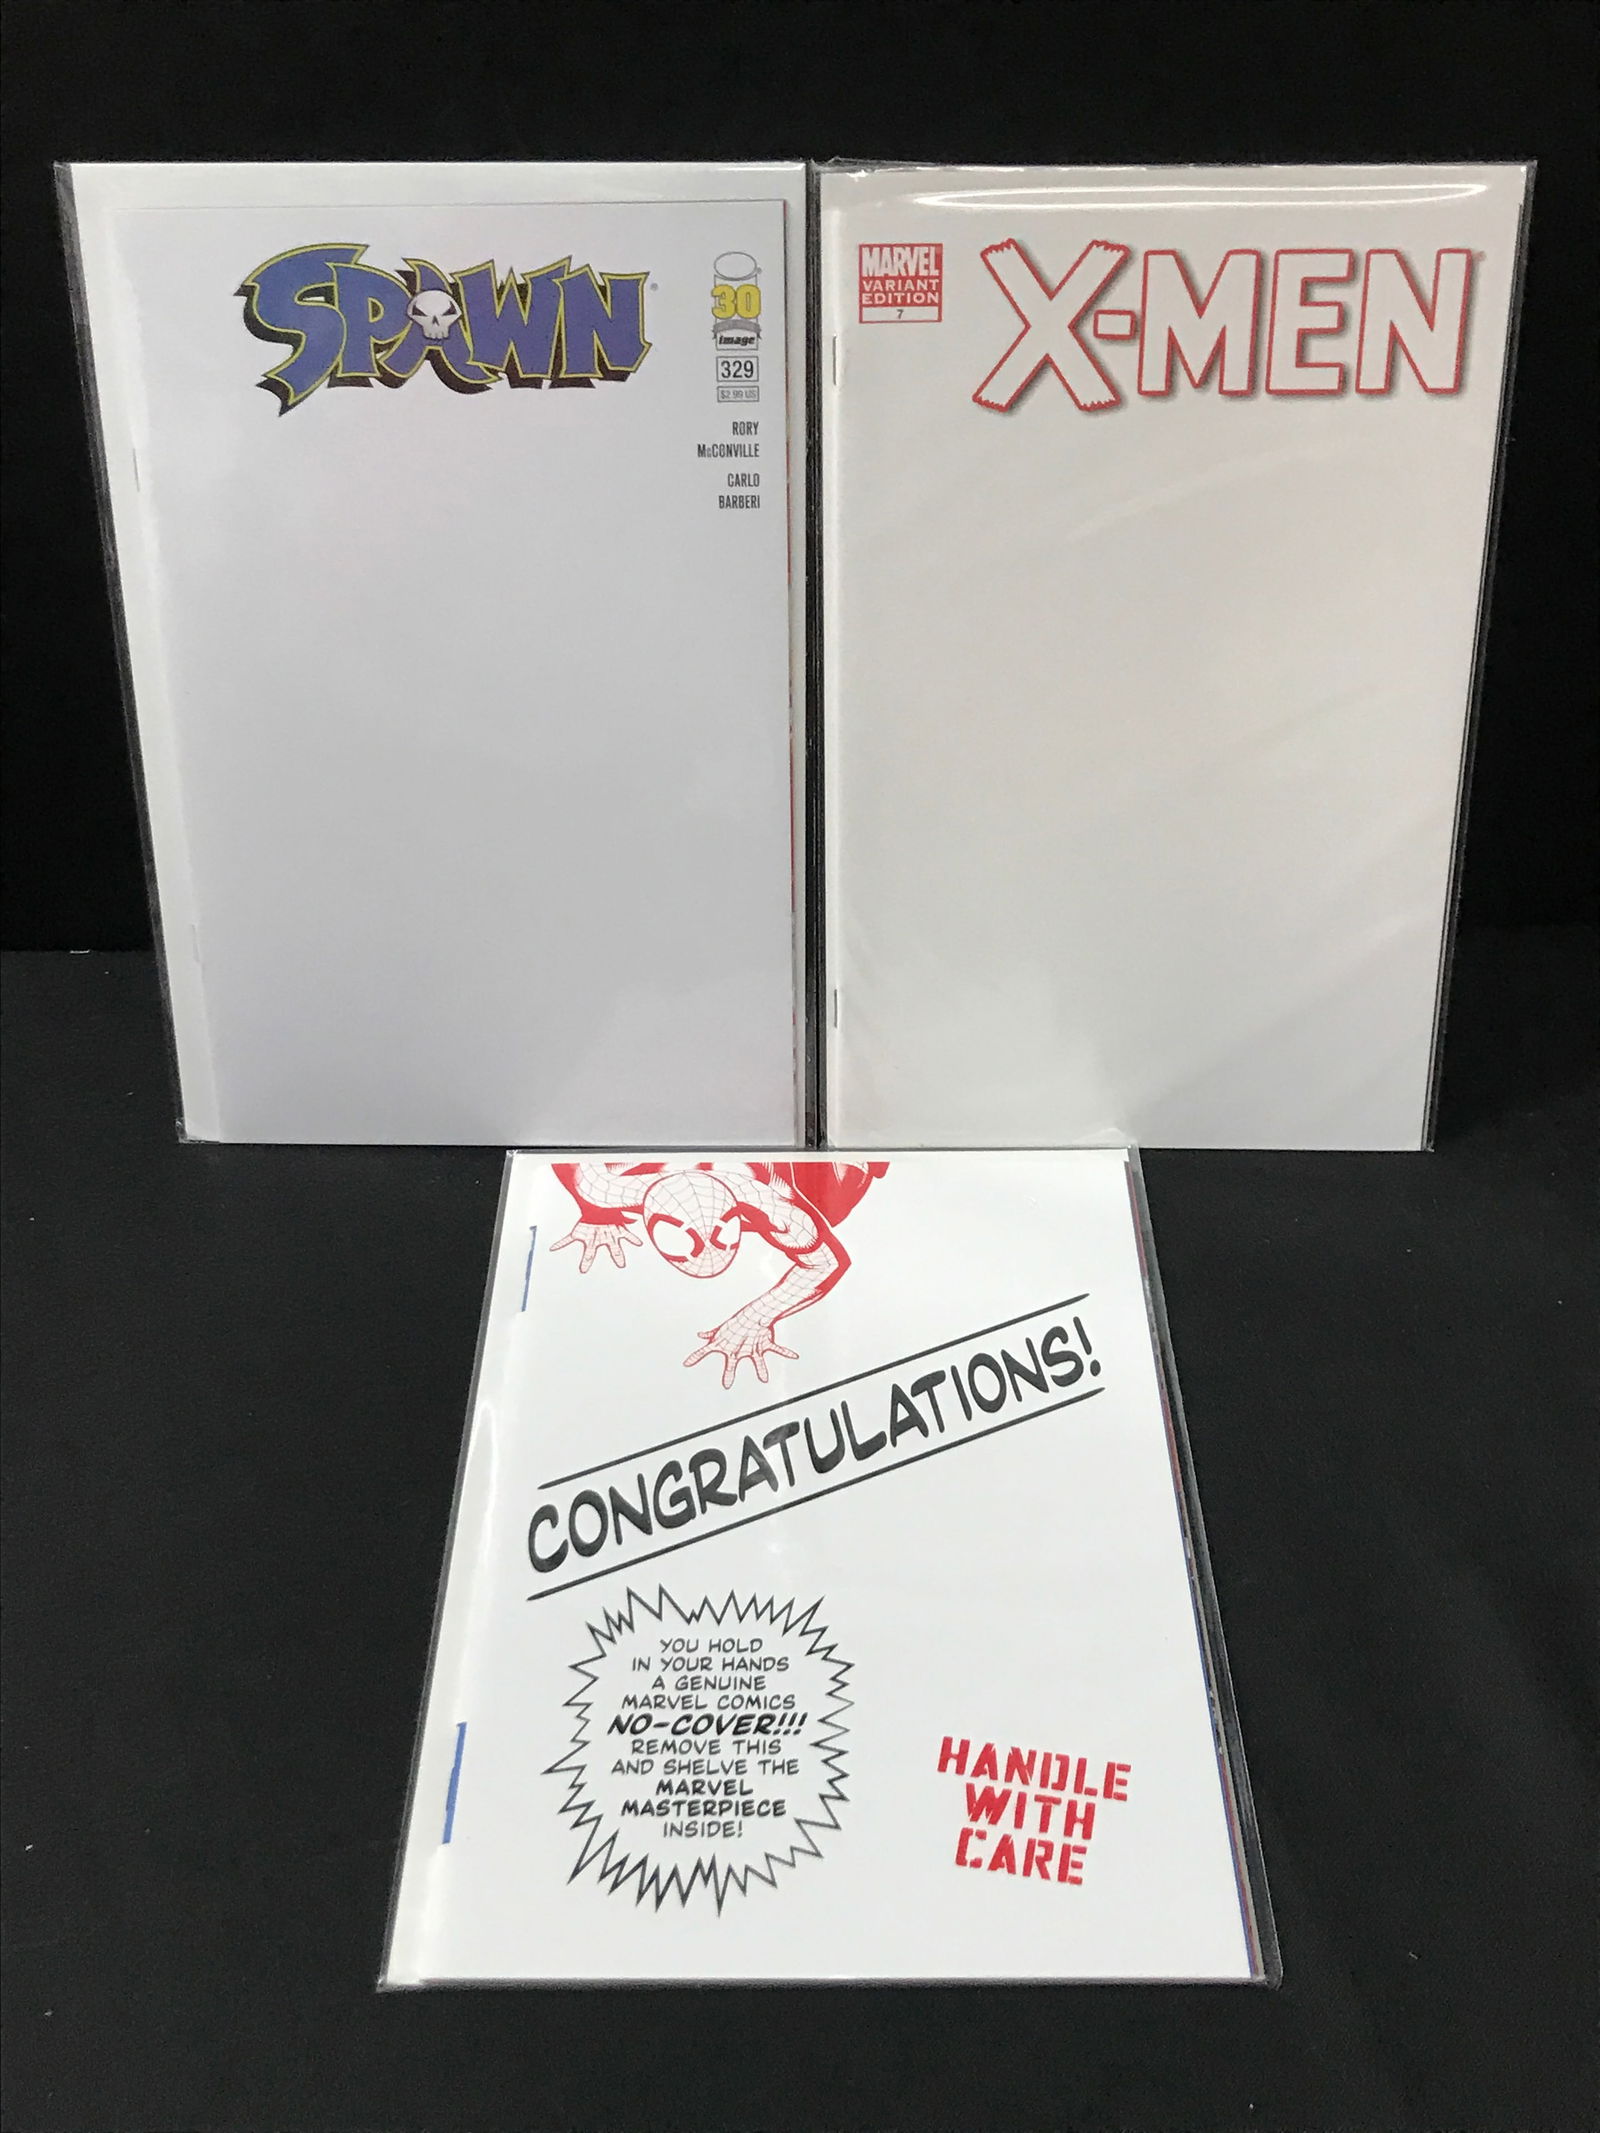 SPAWN
30
image
329
$2.99 US
RORY
McCONVILLE
CARLO
BARBERI
MARVEL
VARIANT
EDITION
7
X-MEN
CONGRATULATIONS!
YOU HOLD
IN YOUR HANDS
A GENUINE
MARVEL COMICS
NO-COVER!!!
REMOVE THIS
AND SHELVE THE
MARVEL
MASTERPIECE
INSIDE!
HANDLE
WITH
CARE